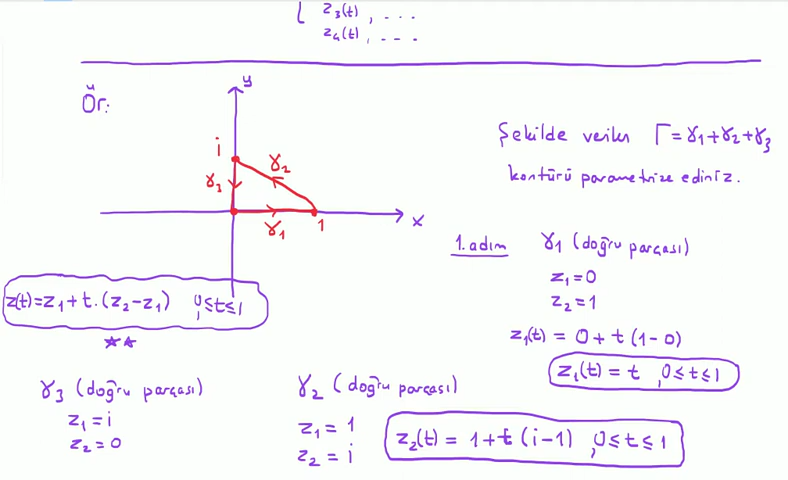 z₃(t) , . . .
z₄(t) , - - -
Ör:
y
i
γ₂
γ₃
γ₁
1
x
Şekilde verilen Γ=γ₁+γ₂+γ₃
kontürü parametrize ediniz.
1. adım γ₁ (doğru parçası)
z₁=0
z₂=1
z₁(t) = 0+t(1-0)
z₁(t) = t , 0≤t≤1
z(t)=z₁+t.(z₂-z₁) , 0≤t≤1
γ₃ (doğru parçası)
z₁=i
z₂=0
γ₂ (doğru parçası)
z₁=1
z₂=i
z₂(t) = 1+t(i-1) , 0≤t≤1